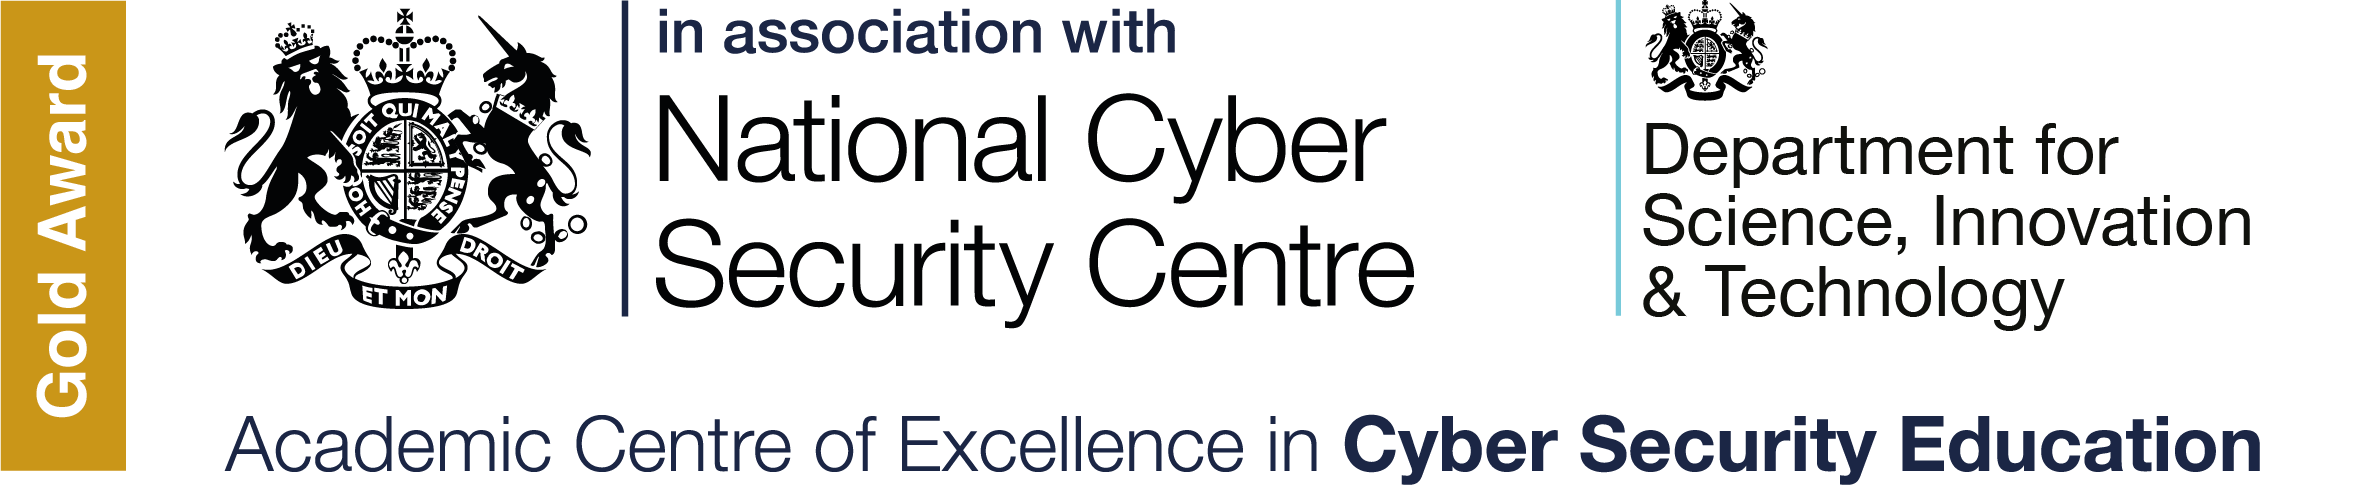 Gold Award
HONI SOIT QUI MAL Y PENSE
DIEU ET MON DROIT
in association with
National Cyber
Security Centre
Department for
Science, Innovation
& Technology
Academic Centre of Excellence in Cyber Security Education